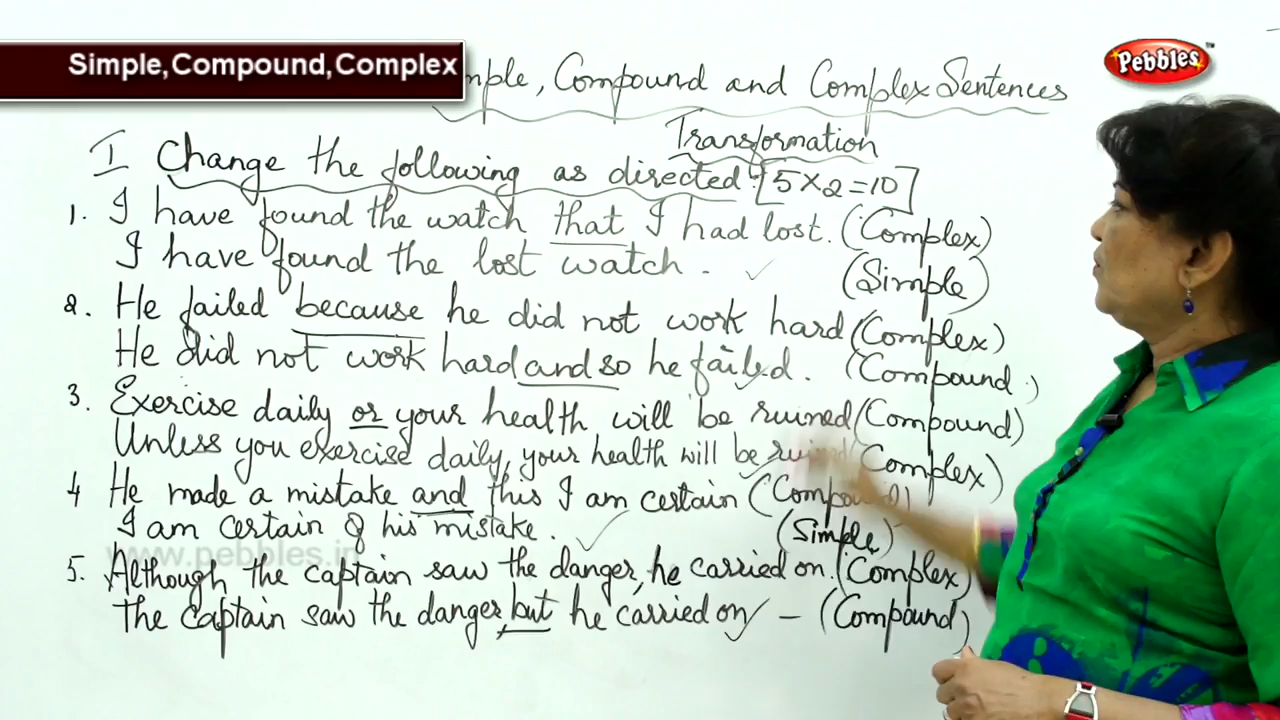 Simple,Compound,Complex
mple, Compound and Complex Sentences
Pebbles TM
Transformation
I Change the following as directed. [5x2=10]
1. I have found the watch that I had lost. (Complex)
I have found the lost watch. (Simple)
2. He failed because he did not work hard (Complex)
He did not work hard and so he failed. (Compound.)
3. Exercise daily or your health will be ruined (Compound)
Unless you exercise daily, your health will be ruined Complex)
4 He made a mistake and this I am certain (Compound)
I am certain of his mistake. (Simple)
www.pebbles.in
5. Although the captain saw the danger, he carried on. (Complex)
The captain saw the danger, but he carried on - (Compound)